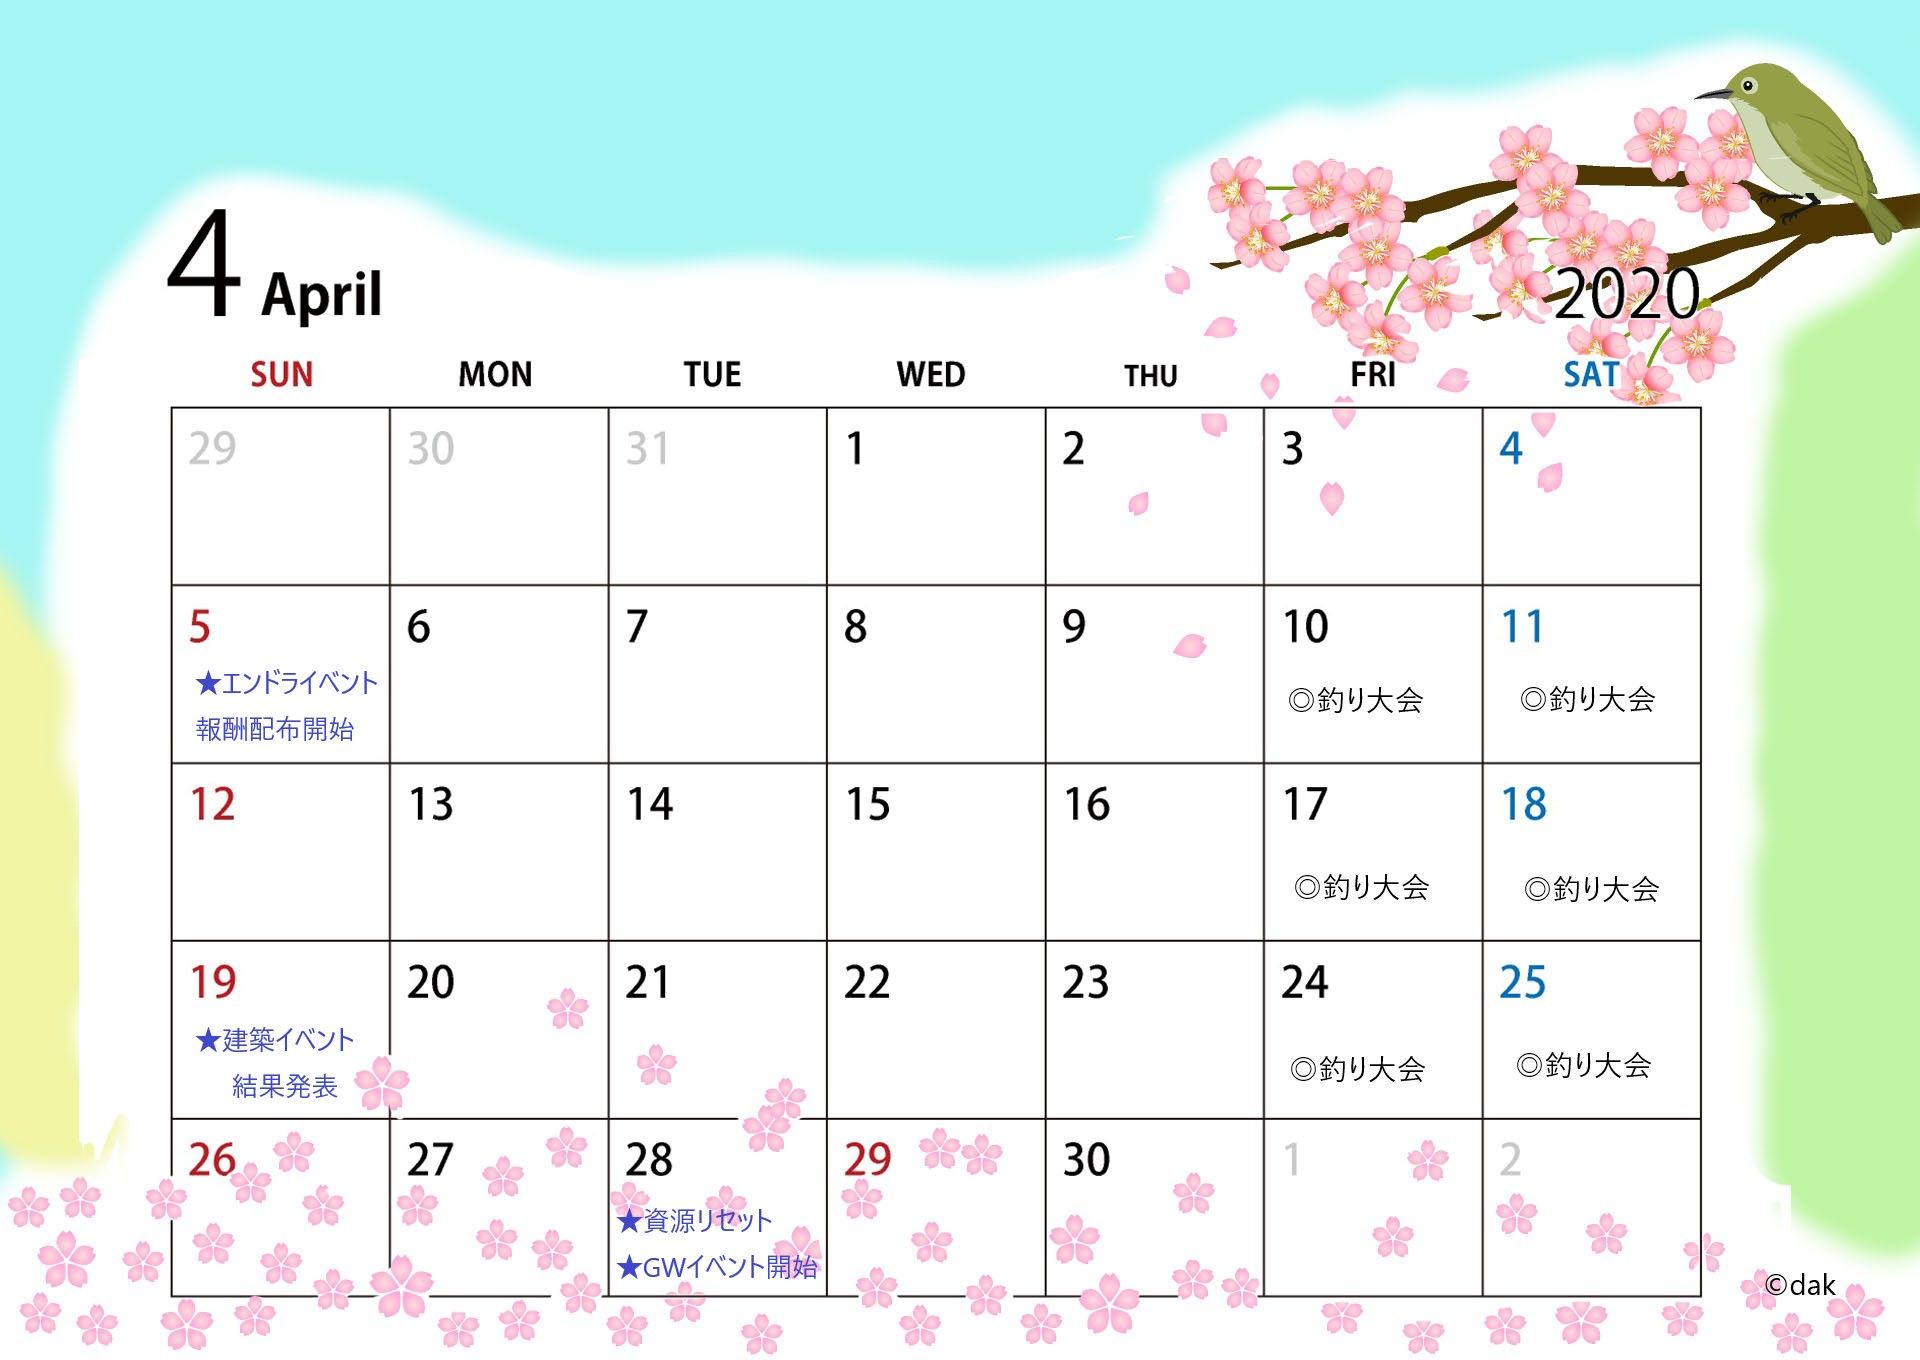 4 April
2020
SUN MON TUE WED THU FRI SAT
29 30 31 1 2 3 4
5 6 7 8 9 10 11
★エンドライベント
報酬配布開始
◎釣り大会
◎釣り大会
12 13 14 15 16 17 18
◎釣り大会
◎釣り大会
19 20 21 22 23 24 25
★建築イベント
結果発表
◎釣り大会
◎釣り大会
26 27 28 29 30 1 2
★資源リセット
★GWイベント開始
©dak